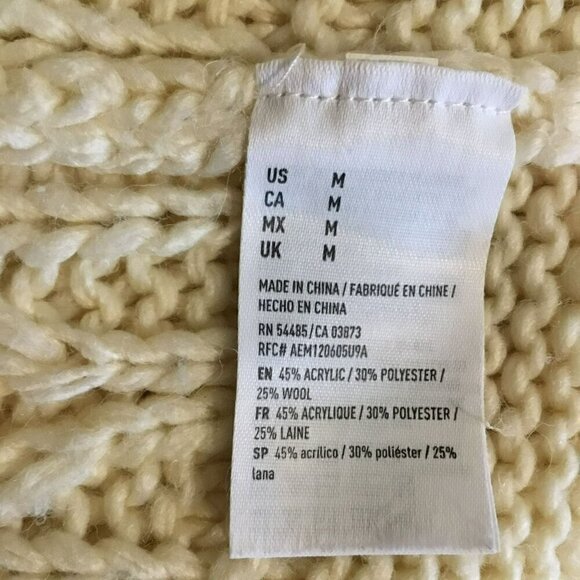 US M
CA M
MX M
UK M
MADE IN CHINA / FABRIQUÉ EN CHINE /
HECHO EN CHINA
RN 54485/CA 03873
RFC# AEM120605U9A
EN 45% ACRYLIC / 30% POLYESTER /
25% WOOL
FR 45% ACRYLIQUE / 30% POLYESTER /
25% LAINE
SP 45% acrílico / 30% poliéster / 25%
lana